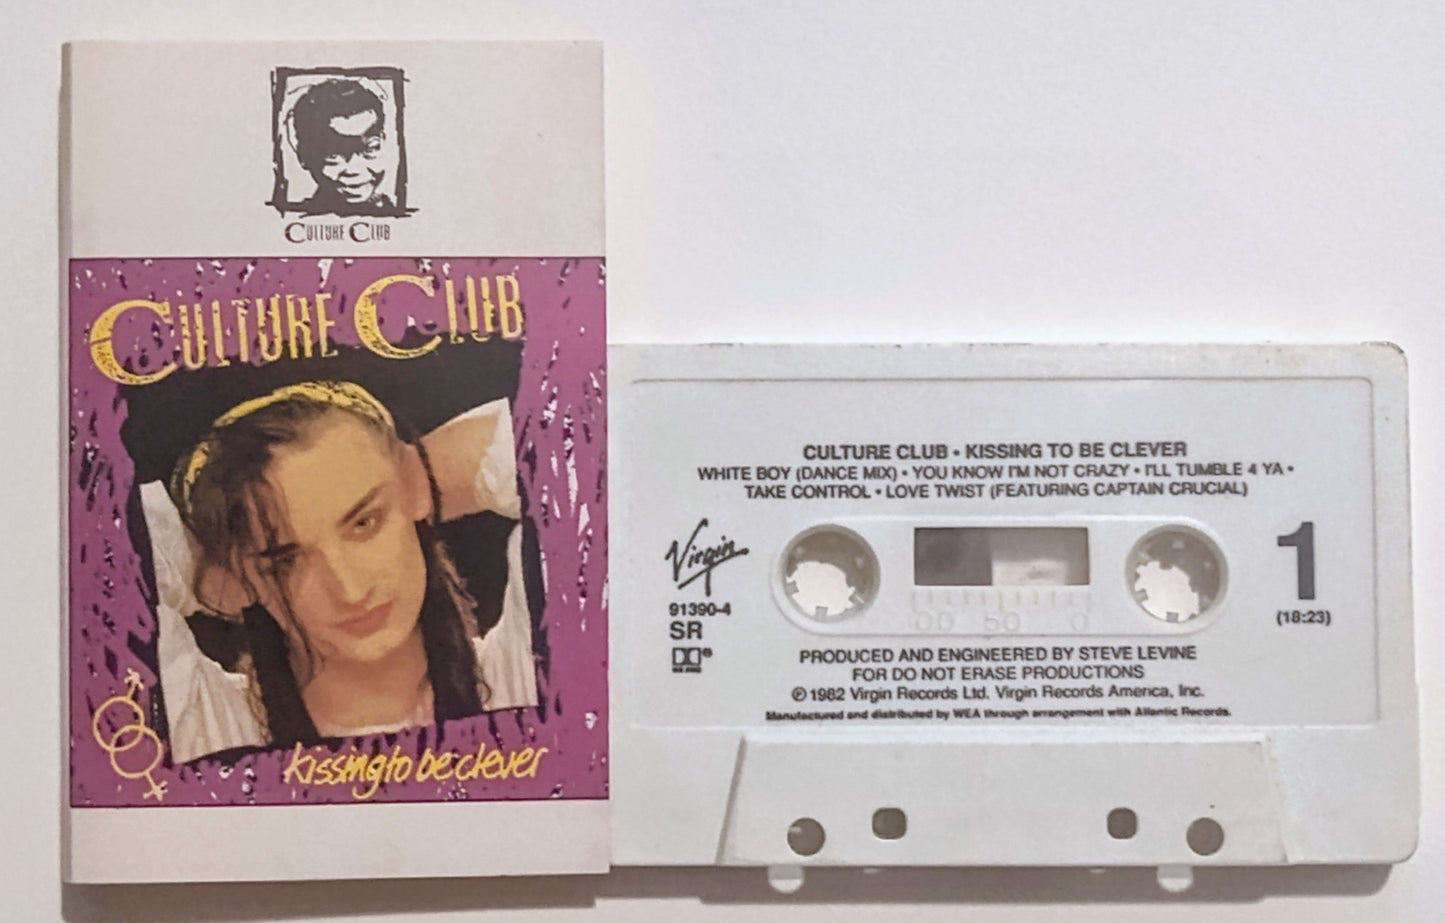 CULTURE CLUB
CULTURE CLUB
kissing to be clever
CULTURE CLUB • KISSING TO BE CLEVER
WHITE BOY (DANCE MIX) • YOU KNOW I'M NOT CRAZY • I'LL TUMBLE 4 YA •
TAKE CONTROL • LOVE TWIST (FEATURING CAPTAIN CRUCIAL)
Virgin
91390-4
SR
1
(18:23)
00 50 0
PRODUCED AND ENGINEERED BY STEVE LEVINE
FOR DO NOT ERASE PRODUCTIONS
℗ 1982 Virgin Records Ltd. Virgin Records America, Inc.
Manufactured and distributed by WEA through arrangement with Atlantic Records.